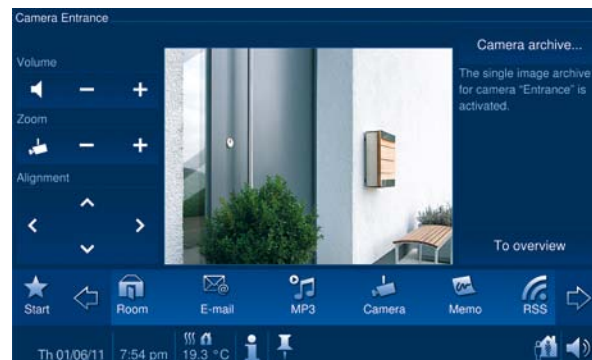 Camera Entrance
Camera archive...
Volume
The single image archive
for camera "Entrance" is
activated.
Zoom
Alignment
To overview
Start
Room
E-mail
MP3
Camera
Memo
RSS
Th 01/06/11
7:54 pm
19.3 °C